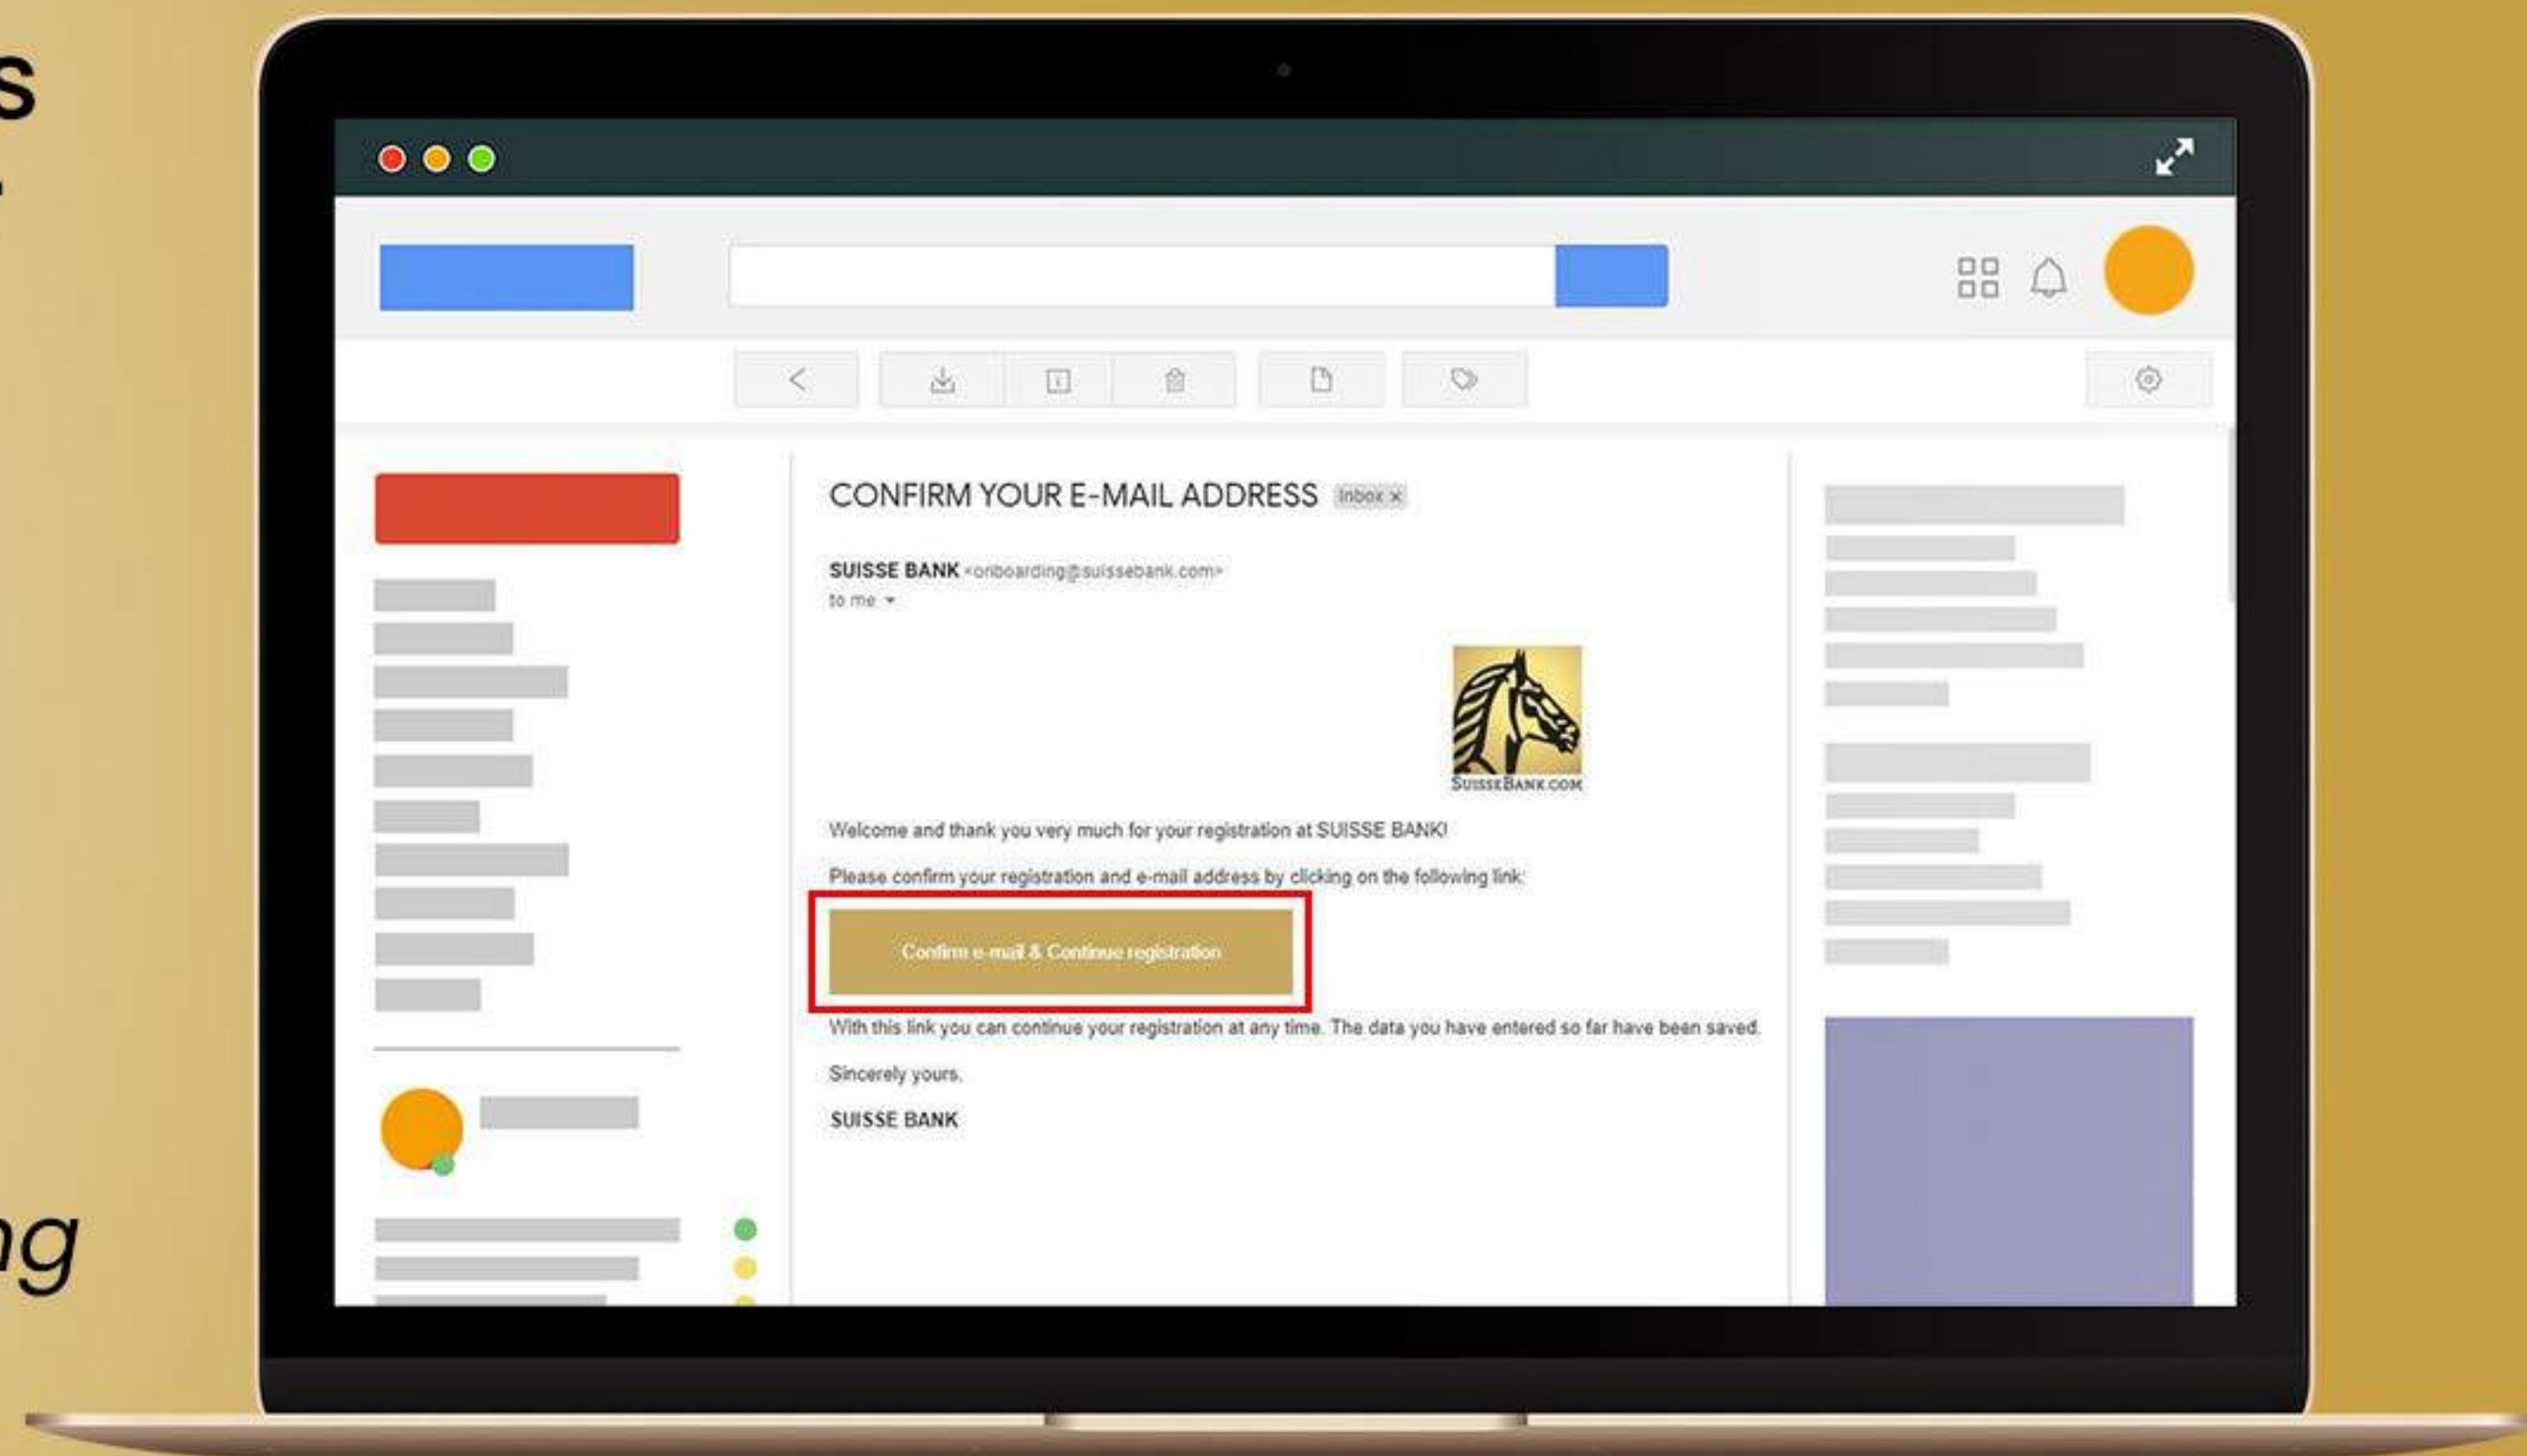 s
CONFIRM YOUR E-MAIL ADDRESS Inbox x
SUISSE BANK <onboarding@suissebank.com>
to me
SUISSEBANK.COM
Welcome and thank you very much for your registration at SUISSE BANK!
Please confirm your registration and e-mail address by clicking on the following link:
Confirm e-mail & Continue registration
With this link you can continue your registration at any time. The data you have entered so far have been saved.
Sincerely yours,
SUISSE BANK
ng